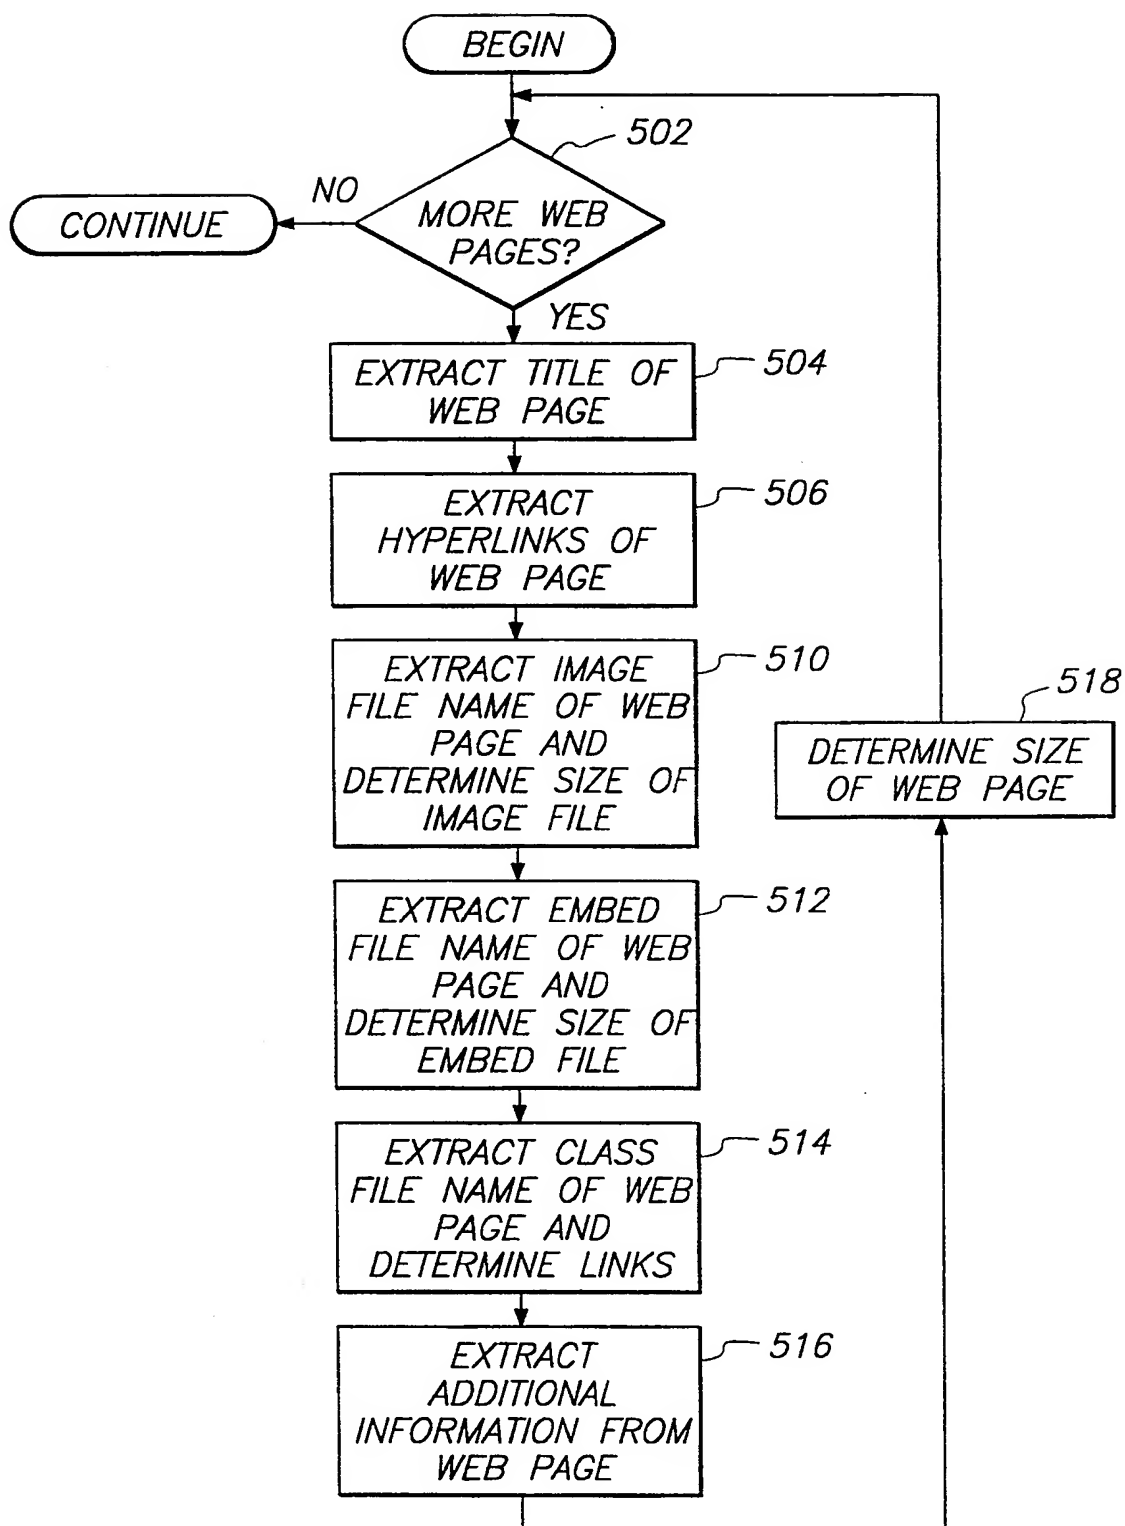 BEGIN
502
NO
CONTINUE
MORE WEB
PAGES?
YES
EXTRACT TITLE OF
WEB PAGE
504
EXTRACT
HYPERLINKS OF
WEB PAGE
506
EXTRACT IMAGE
FILE NAME OF WEB
PAGE AND
DETERMINE SIZE OF
IMAGE FILE
510
518
DETERMINE SIZE
OF WEB PAGE
EXTRACT EMBED
FILE NAME OF WEB
PAGE AND
DETERMINE SIZE OF
EMBED FILE
512
EXTRACT CLASS
FILE NAME OF WEB
PAGE AND
DETERMINE LINKS
514
EXTRACT
ADDITIONAL
INFORMATION FROM
WEB PAGE
516